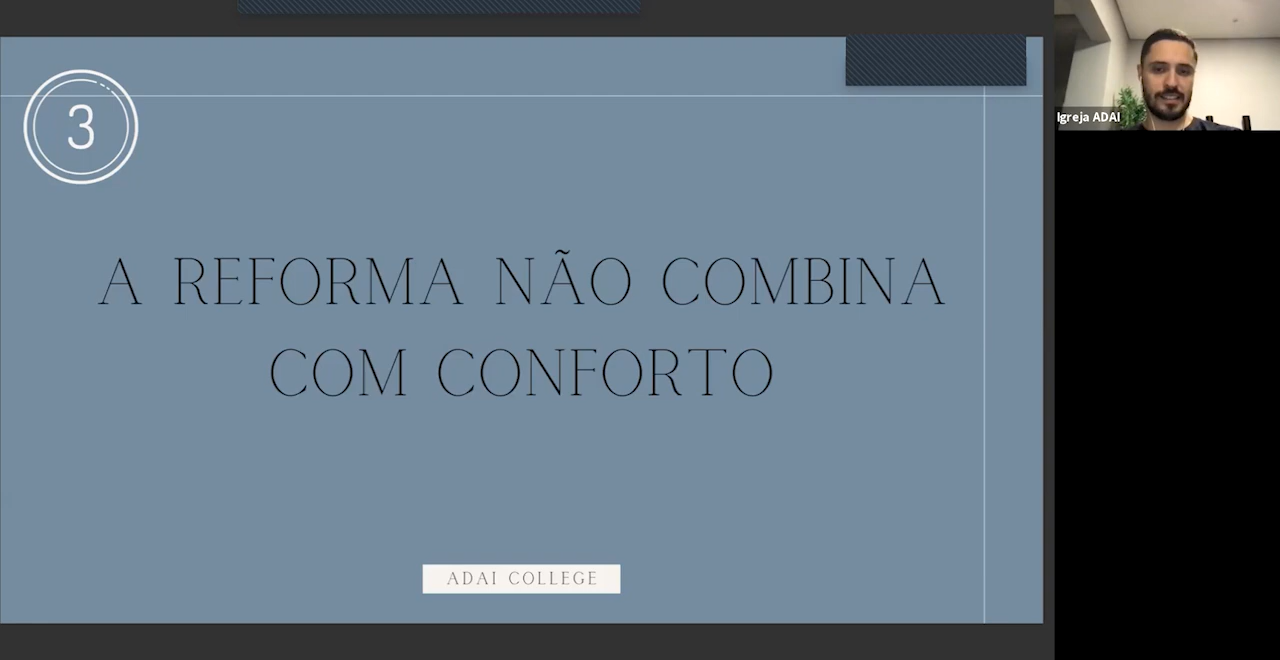 3
A REFORMA NÃO COMBINA
COM CONFORTO
ADAI COLLEGE
Igreja ADAI